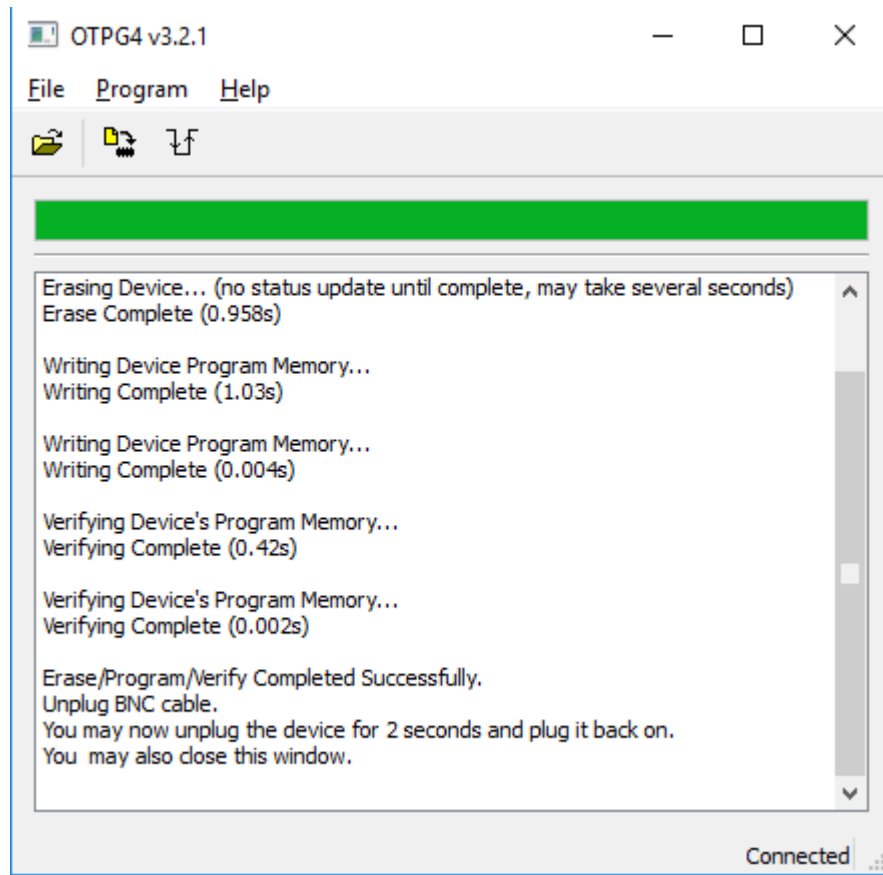 OTPG4 v3.2.1
File Program Help
Erasing Device... (no status update until complete, may take several seconds)
Erase Complete (0.958s)
Writing Device Program Memory...
Writing Complete (1.03s)
Writing Device Program Memory...
Writing Complete (0.004s)
Verifying Device's Program Memory...
Verifying Complete (0.42s)
Verifying Device's Program Memory...
Verifying Complete (0.002s)
Erase/Program/Verify Completed Successfully.
Unplug BNC cable.
You may now unplug the device for 2 seconds and plug it back on.
You  may also close this window.
Connected